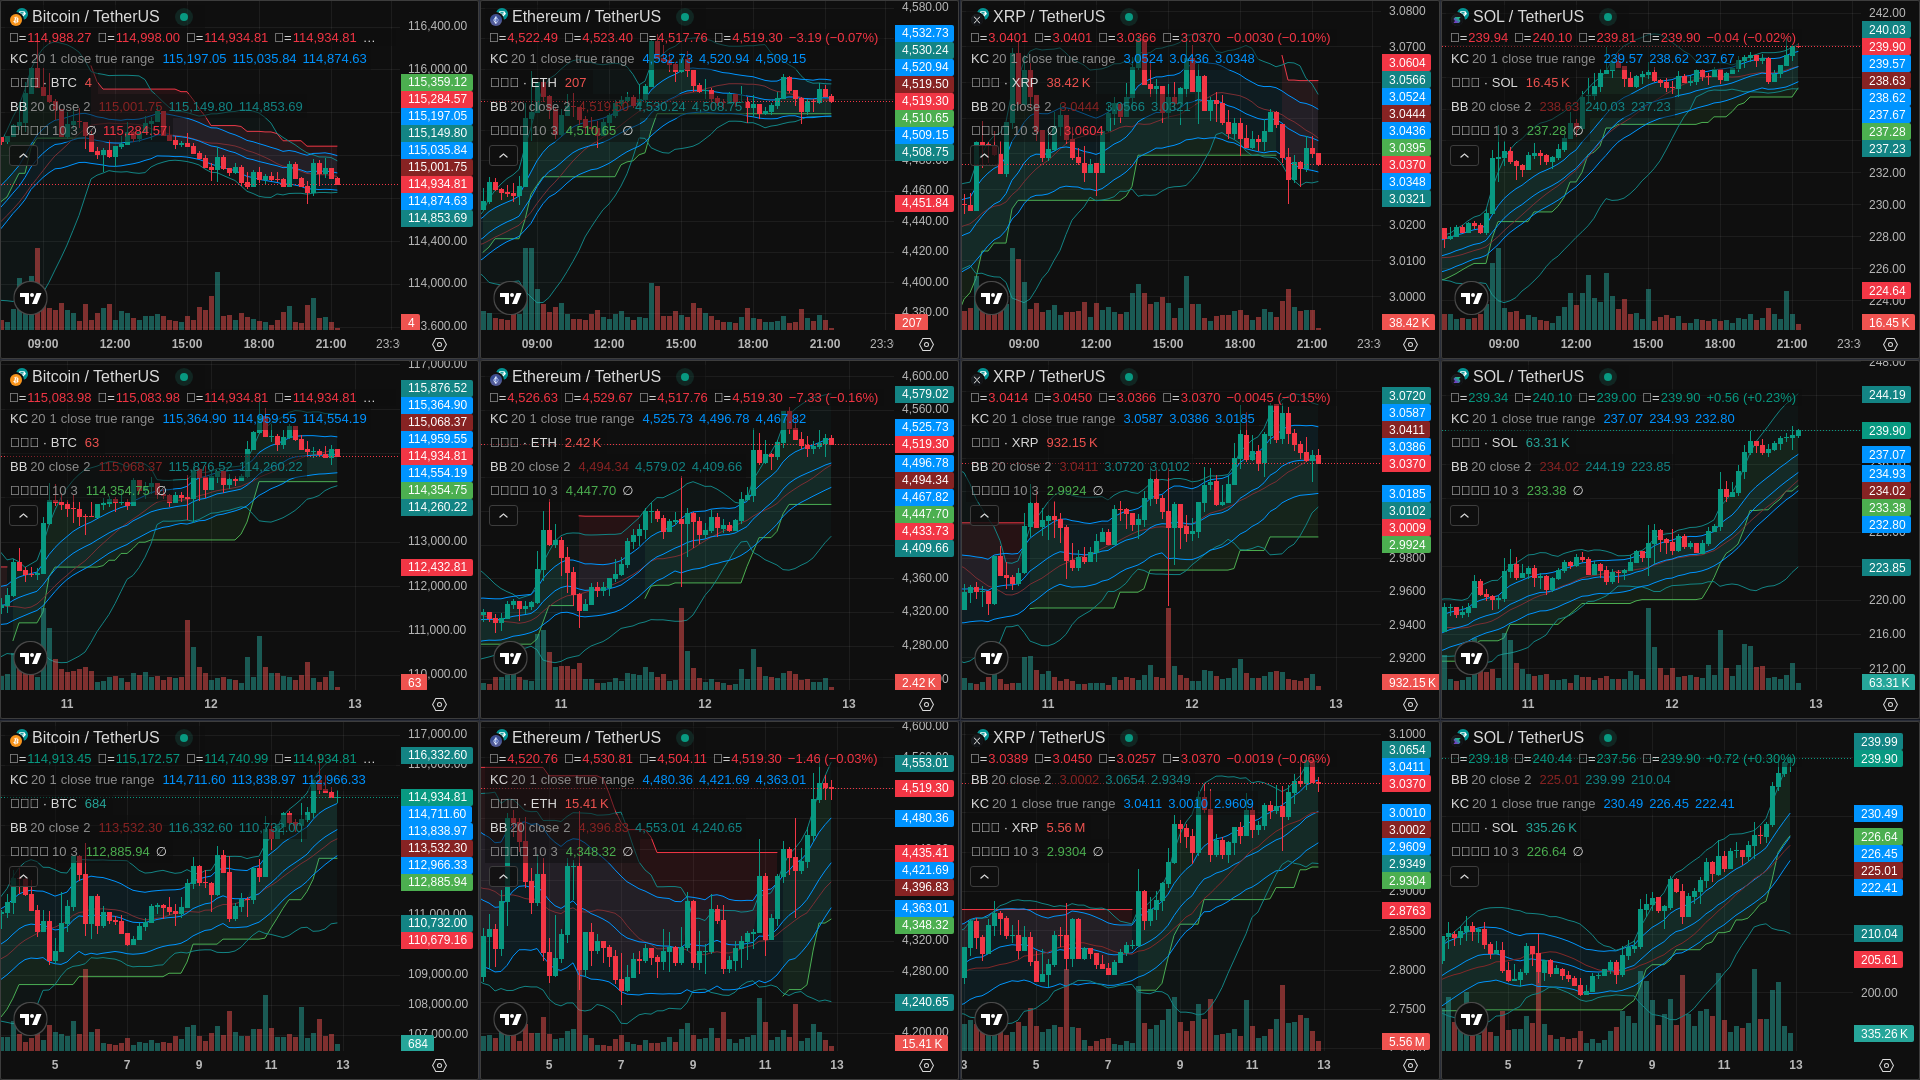 Bitcoin / TetherUS
=114,988.27 =114,998.00 =114,934.81 =114,934.81 …
KC 20 1 close true range 115,197.05 115,035.84 114,874.63
· BTC 4
BB 20 close 2 115,001.75 115,149.80 114,853.69
10 3 ∅ 115,284.57
116,400.00
116,000.00
115,359.12
115,284.57
115,197.05
115,149.80
115,035.84
115,001.75
114,934.81
114,874.63
114,853.69
114,400.00
114,000.00
4
3,600.00
09:00 12:00 15:00 18:00 21:00 23:3
Ethereum / TetherUS
=4,522.49 =4,523.40 =4,517.76 =4,519.30 −3.19 (−0.07%)
KC 20 1 close true range 4,532.73 4,520.94 4,509.15
· ETH 207
BB 20 close 2 4,519.50 4,530.24 4,508.75
10 3 4,510.65 ∅
4,580.00
4,532.73
4,530.24
4,520.94
4,519.50
4,519.30
4,510.65
4,509.15
4,508.75
4,460.00
4,451.84
4,440.00
4,420.00
4,400.00
4,380.00
207
09:00 12:00 15:00 18:00 21:00 23:3
XRP / TetherUS
=3.0401 =3.0401 =3.0366 =3.0370 −0.0030 (−0.10%)
KC 20 1 close true range 3.0524 3.0436 3.0348
· XRP 38.42 K
BB 20 close 2 3.0444 3.0566 3.0321
10 3 ∅ 3.0604
3.0800
3.0700
3.0604
3.0566
3.0524
3.0444
3.0436
3.0395
3.0370
3.0348
3.0321
3.0200
3.0100
3.0000
38.42 K
09:00 12:00 15:00 18:00 21:00 23:3
SOL / TetherUS
=239.94 =240.10 =239.81 =239.90 −0.04 (−0.02%)
KC 20 1 close true range 239.57 238.62 237.67
· SOL 16.45 K
BB 20 close 2 238.63 240.03 237.23
10 3 237.28 ∅
242.00
240.03
239.90
239.57
238.63
238.62
237.67
237.28
237.23
232.00
230.00
228.00
226.00
224.64
224.00
16.45 K
09:00 12:00 15:00 18:00 21:00 23:3
Bitcoin / TetherUS
=115,083.98 =115,083.98 =114,934.81 =114,934.81 …
KC 20 1 close true range 115,364.90 114,959.55 114,554.19
· BTC 63
BB 20 close 2 115,068.37 115,876.52 114,260.22
10 3 114,354.75 ∅
117,000.00
115,876.52
115,364.90
115,068.37
114,959.55
114,934.81
114,554.19
114,354.75
114,260.22
113,000.00
112,432.81
112,000.00
111,000.00
110,000.00
63
11 12 13
Ethereum / TetherUS
=4,526.63 =4,529.67 =4,517.76 =4,519.30 −7.33 (−0.16%)
KC 20 1 close true range 4,525.73 4,496.78 4,467.82
· ETH 2.42 K
BB 20 close 2 4,494.34 4,579.02 4,409.66
10 3 4,447.70 ∅
4,600.00
4,579.02
4,560.00
4,525.73
4,519.30
4,496.78
4,494.34
4,467.82
4,447.70
4,433.73
4,409.66
4,360.00
4,320.00
4,280.00
2.42 K
11 12 13
XRP / TetherUS
=3.0414 =3.0450 =3.0366 =3.0370 −0.0045 (−0.15%)
KC 20 1 close true range 3.0587 3.0386 3.0185
· XRP 932.15 K
BB 20 close 2 3.0411 3.0720 3.0102
10 3 2.9924 ∅
3.0720
3.0587
3.0411
3.0386
3.0370
3.0185
3.0102
3.0009
2.9924
2.9800
2.9600
2.9400
2.9200
932.15 K
11 12 13
SOL / TetherUS
=239.34 =240.10 =239.00 =239.90 +0.56 (+0.23%)
KC 20 1 close true range 237.07 234.93 232.80
· SOL 63.31 K
BB 20 close 2 234.02 244.19 223.85
10 3 233.38 ∅
248.00
244.19
239.90
237.07
234.93
234.02
233.38
232.80
228.00
223.85
220.00
216.00
212.00
63.31 K
11 12 13
Bitcoin / TetherUS
=114,913.45 =115,172.57 =114,740.99 =114,934.81 …
KC 20 1 close true range 114,711.60 113,838.97 112,966.33
· BTC 684
BB 20 close 2 113,532.30 116,332.60 110,732.00
10 3 112,885.94 ∅
117,000.00
116,332.60
116,000.00
114,934.81
114,711.60
113,838.97
113,532.30
112,966.33
112,885.94
111,000.00
110,732.00
110,679.16
109,000.00
108,000.00
107,000.00
684
5 7 9 11 13
Ethereum / TetherUS
=4,520.76 =4,530.81 =4,504.11 =4,519.30 −1.46 (−0.03%)
KC 20 1 close true range 4,480.36 4,421.69 4,363.01
· ETH 15.41 K
BB 20 close 2 4,396.83 4,553.01 4,240.65
10 3 4,348.32 ∅
4,600.00
4,553.01
4,519.30
4,480.36
4,435.41
4,421.69
4,396.83
4,363.01
4,348.32
4,320.00
4,280.00
4,240.65
4,200.00
15.41 K
5 7 9 11 13
XRP / TetherUS
=3.0389 =3.0450 =3.0257 =3.0370 −0.0019 (−0.06%)
BB 20 close 2 3.0002 3.0654 2.9349
KC 20 1 close true range 3.0411 3.0010 2.9609
· XRP 5.56 M
10 3 2.9304 ∅
3.1000
3.0654
3.0411
3.0370
3.0010
3.0002
2.9609
2.9349
2.9304
2.9000
2.8763
2.8500
2.8000
2.7500
5.56 M
3 5 7 9 11 13
SOL / TetherUS
=239.18 =240.44 =237.56 =239.90 +0.72 (+0.30%)
BB 20 close 2 225.01 239.99 210.04
KC 20 1 close true range 230.49 226.45 222.41
· SOL 335.26 K
10 3 226.64 ∅
239.99
239.90
230.49
226.64
226.45
225.01
222.41
210.04
205.61
200.00
335.26 K
5 7 9 11 13